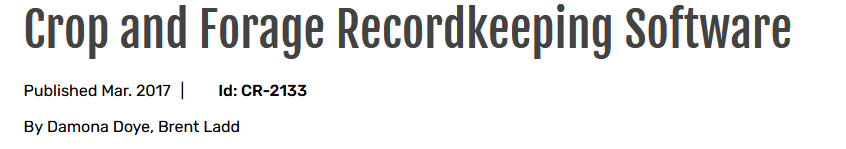 Crop and Forage Recordkeeping Software
Published Mar. 2017 | Id: CR-2133
By Damona Doye, Brent Ladd